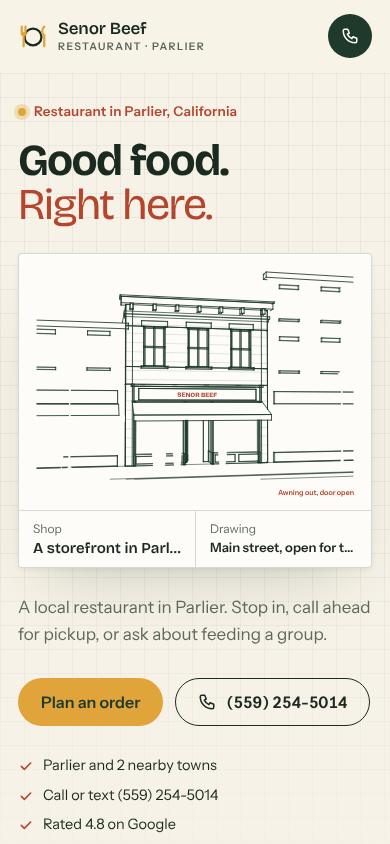 Senor Beef
RESTAURANT · PARLIER
Restaurant in Parlier, California
Good food.
Right here.
SENOR BEEF
Awning out, door open
Shop
A storefront in Parl...
Drawing
Main street, open for t...
A local restaurant in Parlier. Stop in, call ahead
for pickup, or ask about feeding a group.
Plan an order
(559) 254-5014
Parlier and 2 nearby towns
Call or text (559) 254-5014
Rated 4.8 on Google